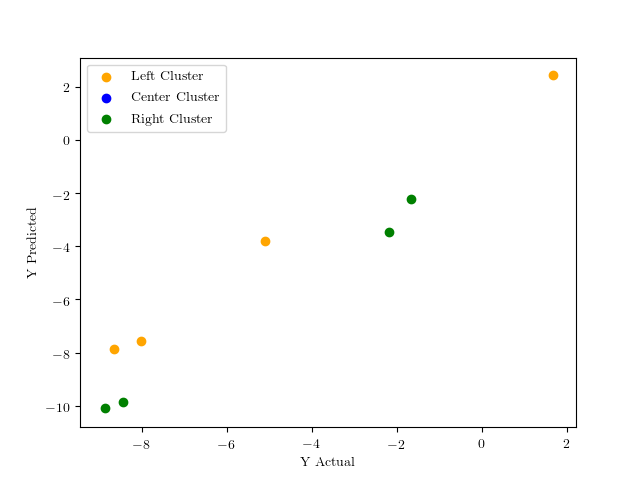 Left Cluster
Center Cluster
Right Cluster
2
0
−2
−4
−6
−8
−10
Y Predicted
−8 −6 −4 −2 0 2
Y Actual